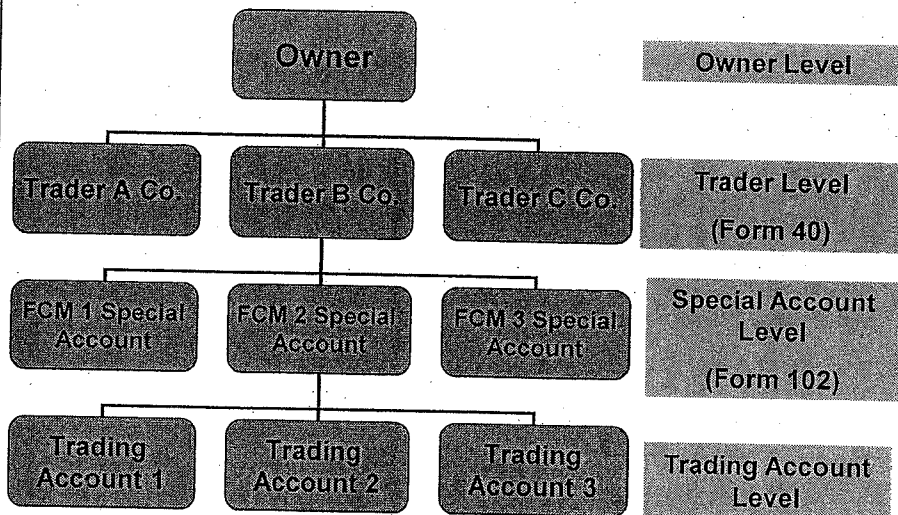 Owner
Owner Level
Trader A Co.
Trader B Co.
Trader C Co.
Trader Level
(Form 40)
FCM 1 Special
Account
FCM 2 Special
Account
FCM 3 Special
Account
Special Account
Level
(Form 102)
Trading
Account 1
Trading
Account 2
Trading
Account 3
Trading Account
Level